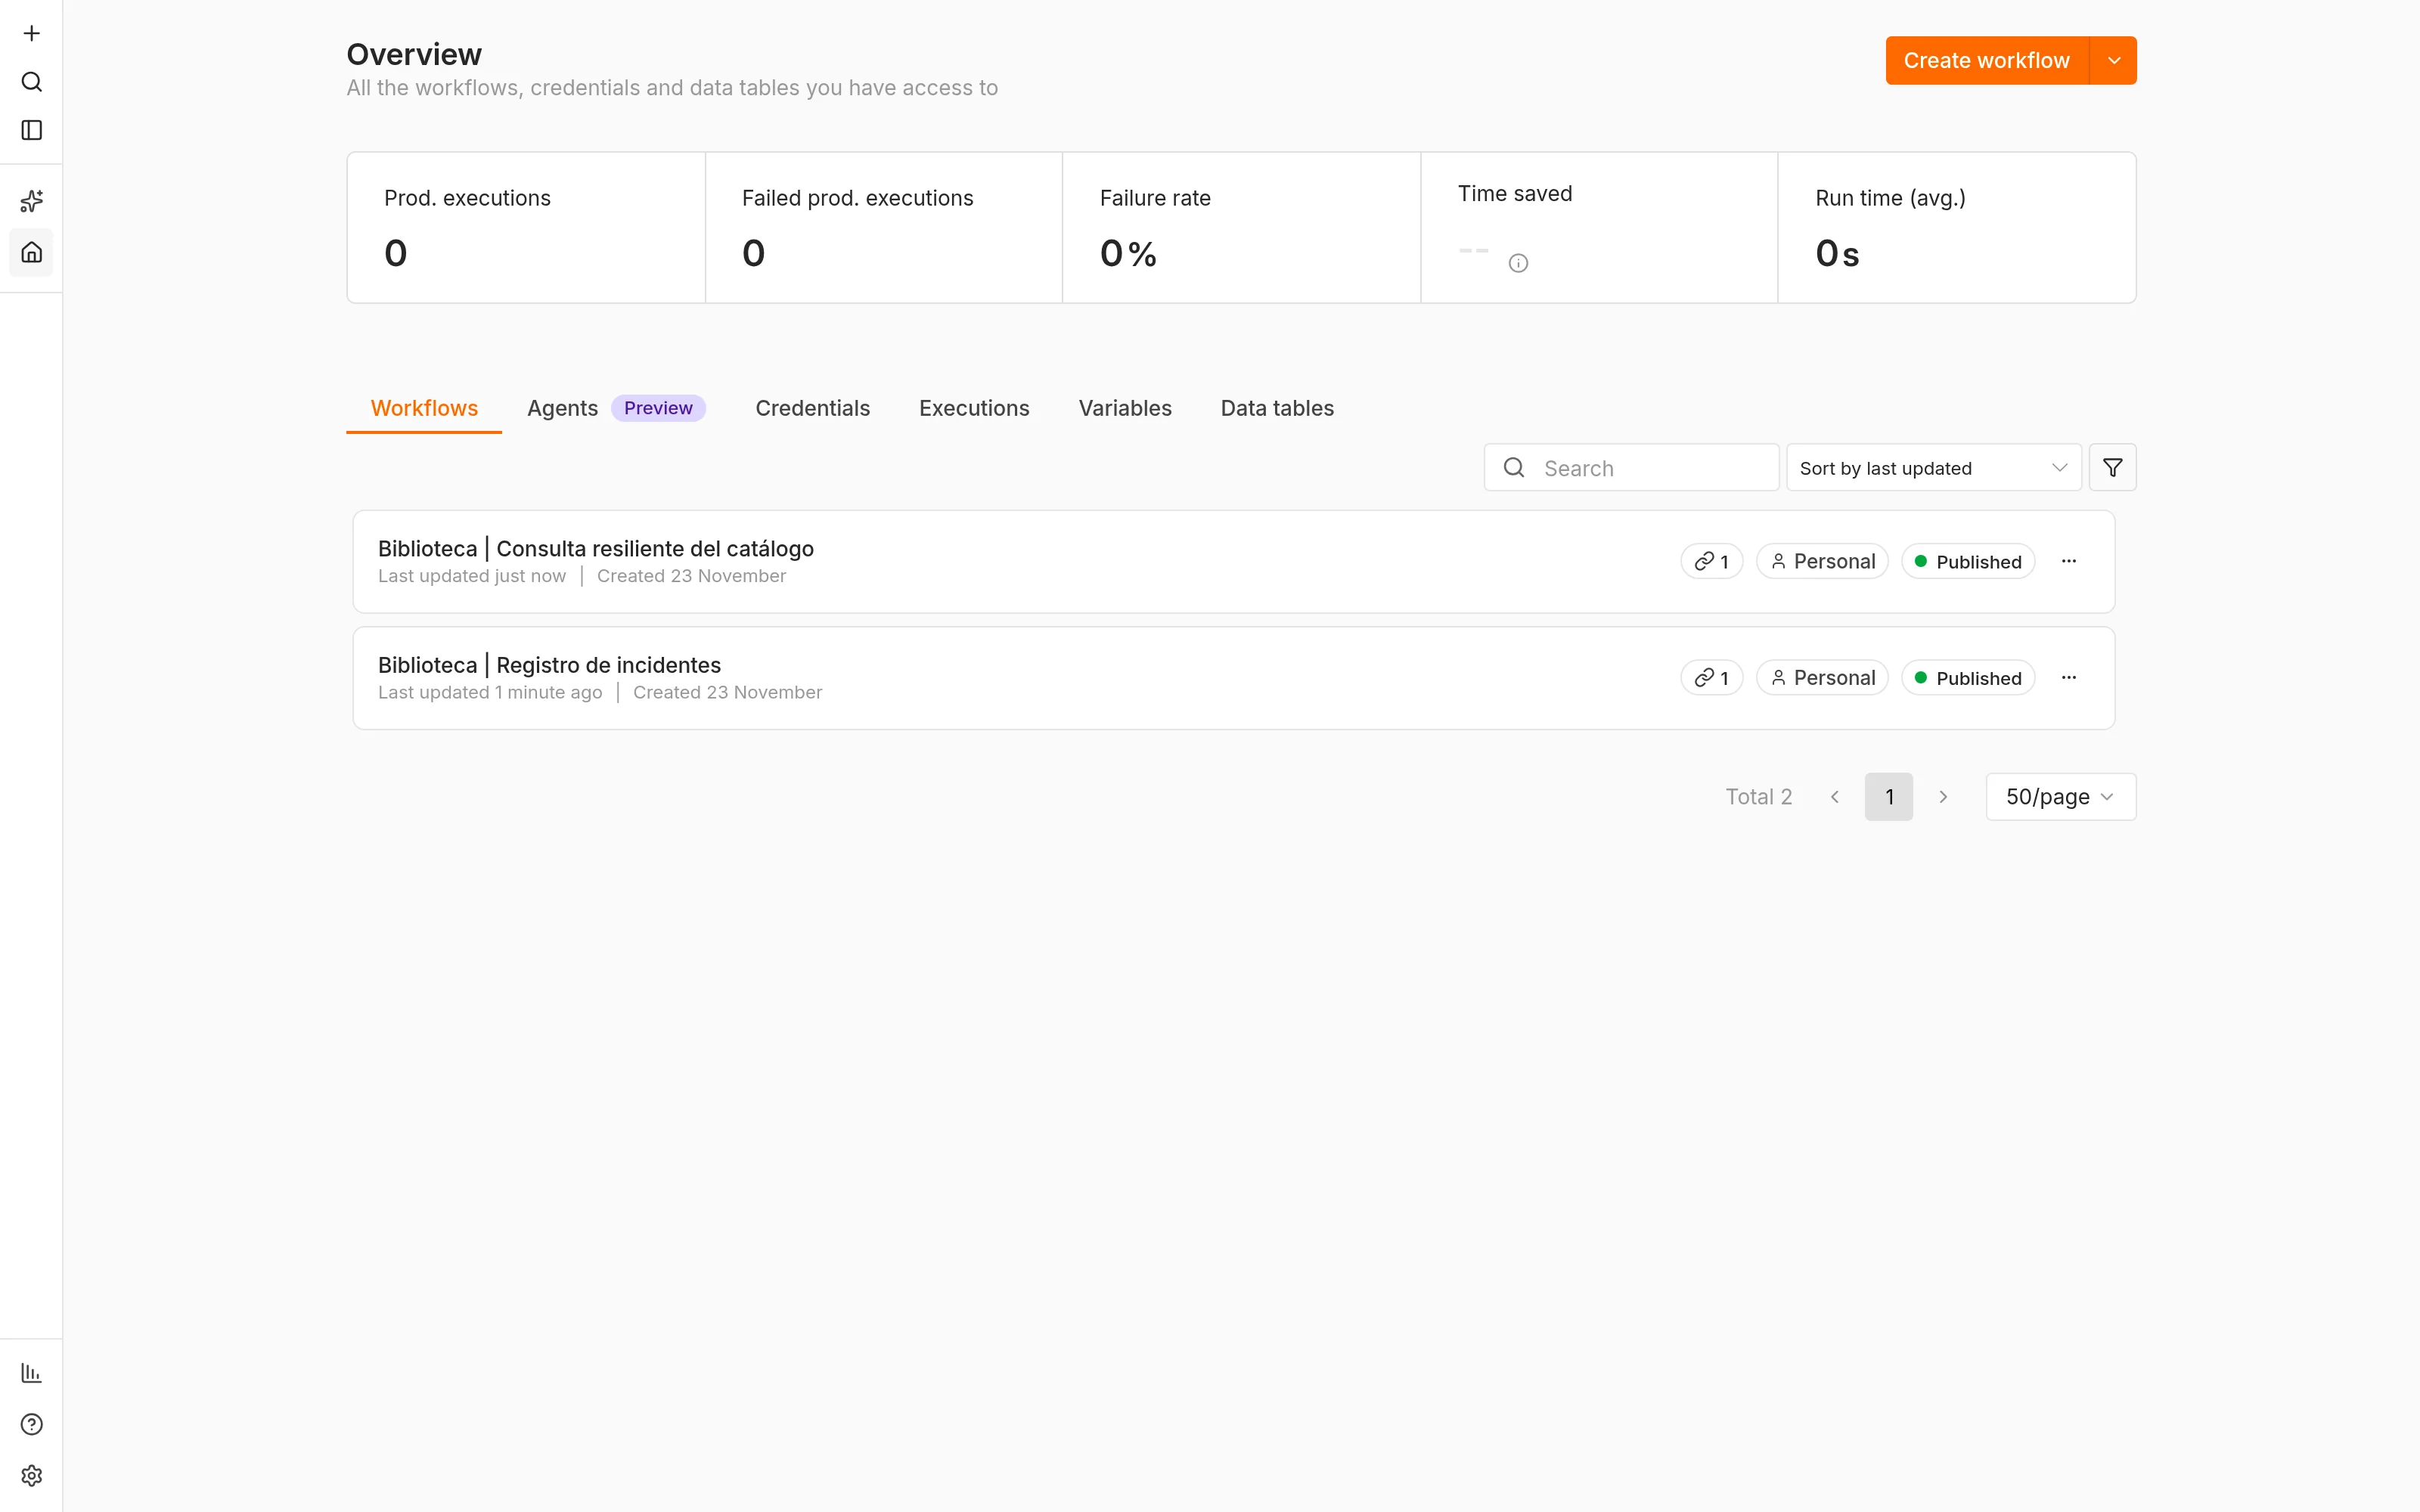 Overview
All the workflows, credentials and data tables you have access to
Create workflow
Prod. executions
0
Failed prod. executions
0
Failure rate
0%
Time saved
--
Run time (avg.)
0s
Workflows Agents Preview Credentials Executions Variables Data tables
Search
Sort by last updated
Biblioteca | Consulta resiliente del catálogo
Last updated just now | Created 23 November
1 Personal Published
Biblioteca | Registro de incidentes
Last updated 1 minute ago | Created 23 November
1 Personal Published
Total 2 1 50/page